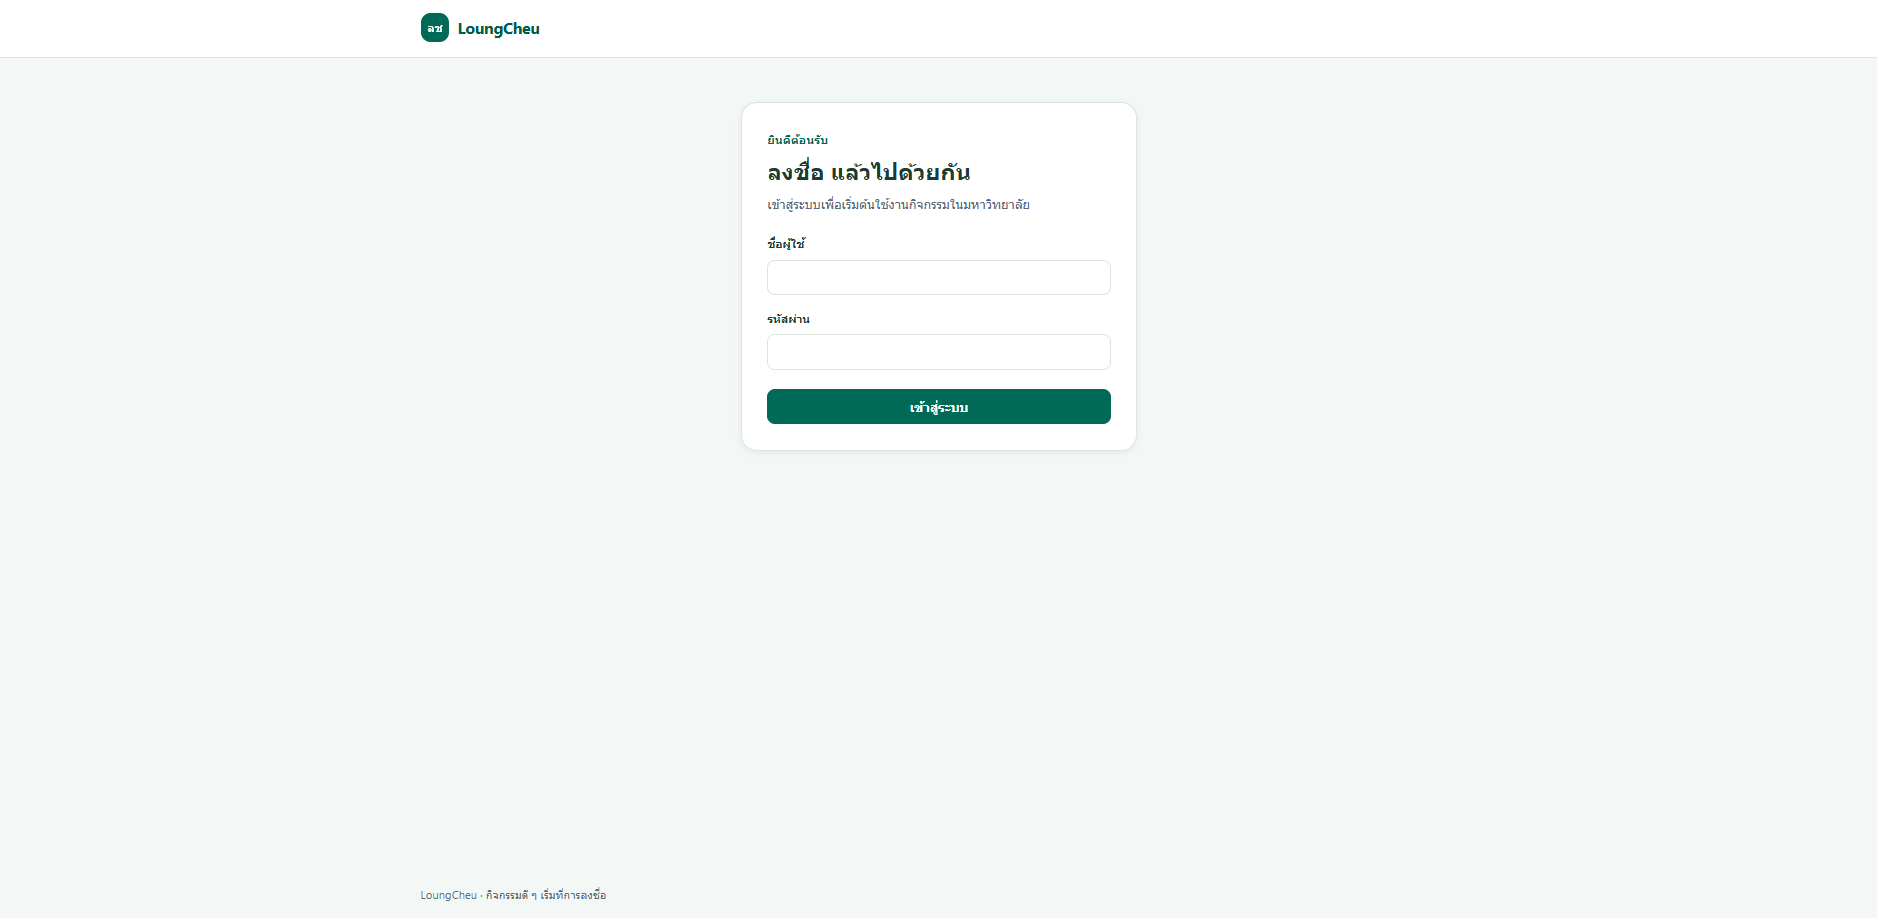 ลช LoungCheu
ยินดีต้อนรับ
ลงชื่อ แล้วไปด้วยกัน
เข้าสู่ระบบเพื่อเริ่มต้นใช้งานกิจกรรมในมหาวิทยาลัย
ชื่อผู้ใช้
รหัสผ่าน
เข้าสู่ระบบ
LoungCheu · กิจกรรมดี ๆ เริ่มที่การลงชื่อ